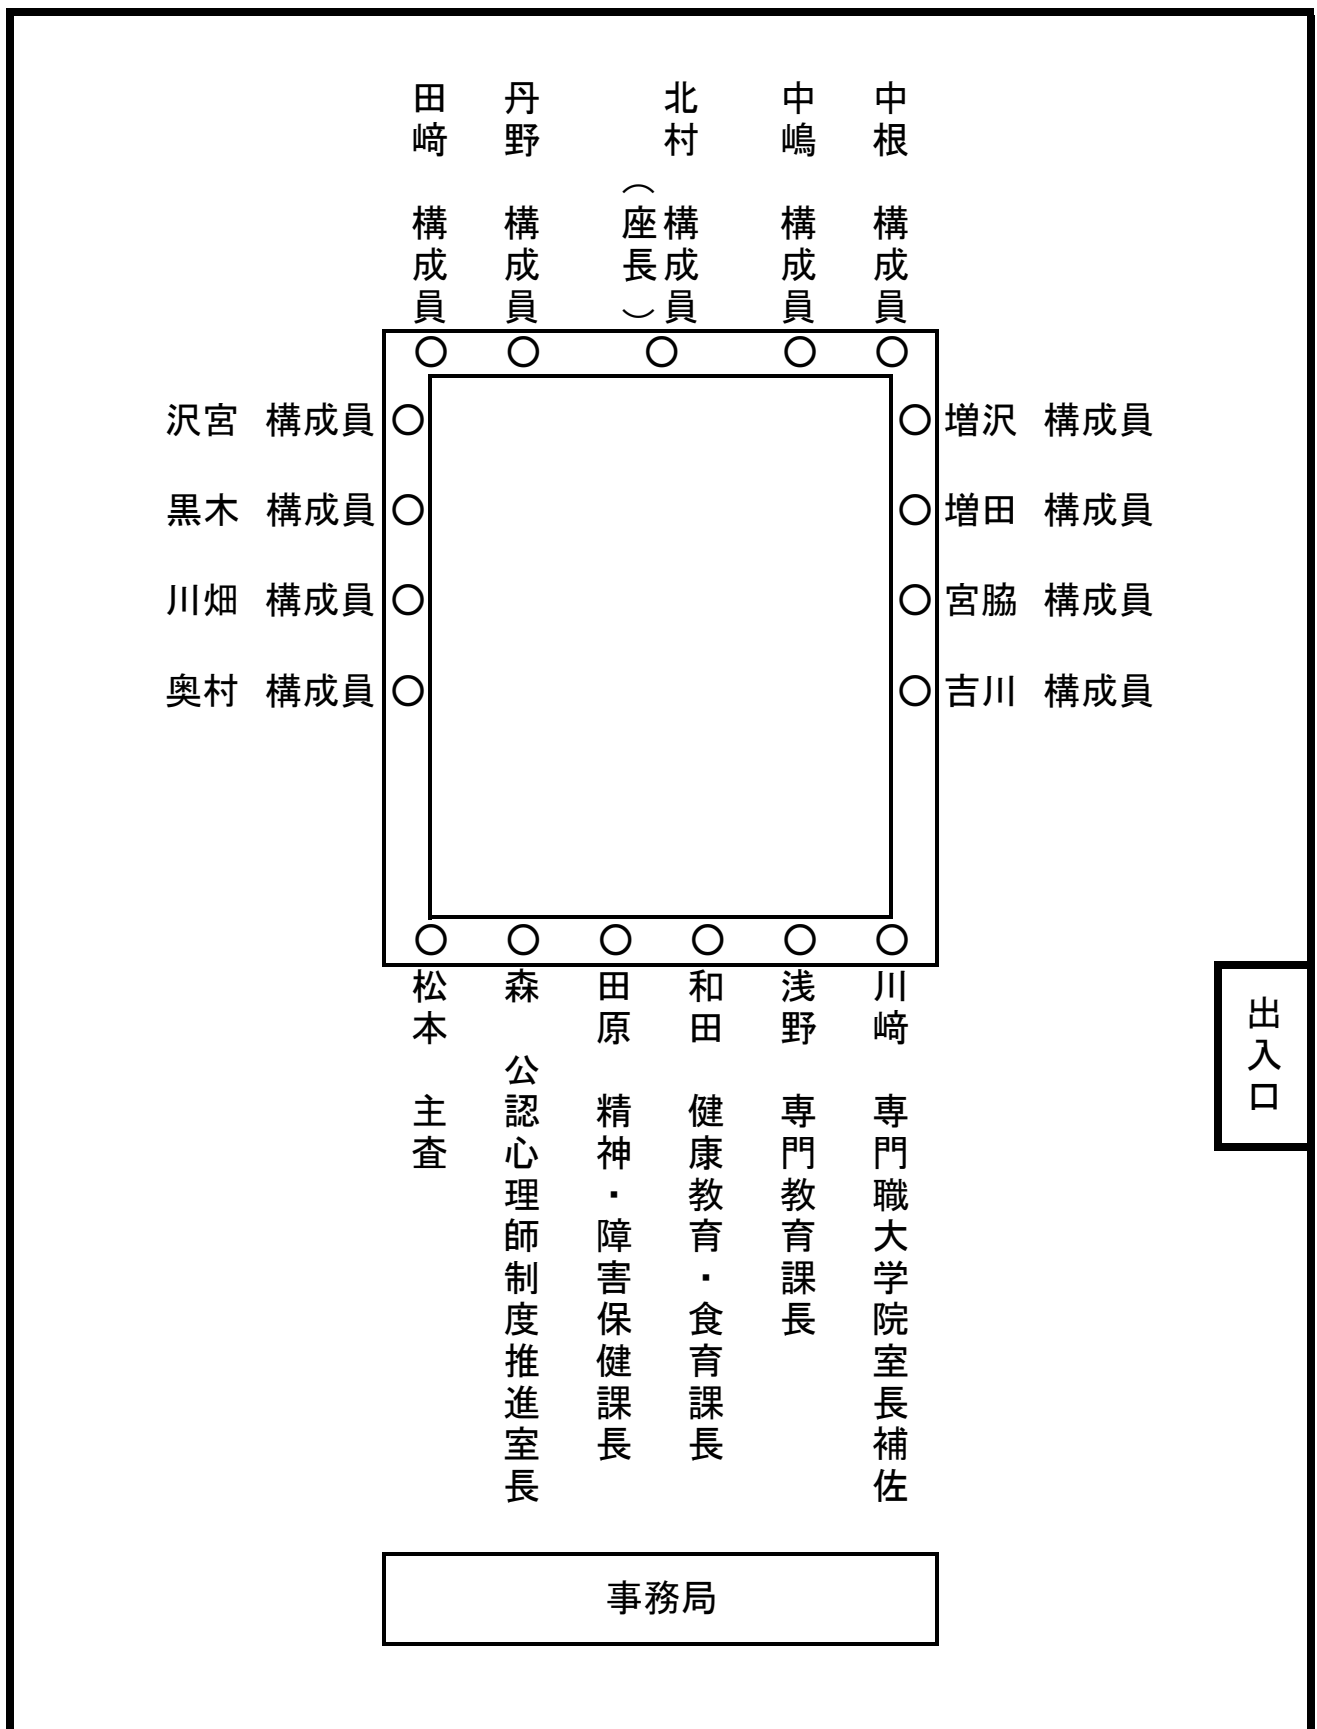 田﨑　構成員
丹野　構成員
北村　構成員
（座長）
中嶋　構成員
中根　構成員
沢宮　構成員
黒木　構成員
川畑　構成員
奥村　構成員
増沢　構成員
増田　構成員
宮脇　構成員
吉川　構成員
松本　主査
森　公認心理師制度推進室長
田原　精神・障害保健課長
和田　健康教育・食育課長
浅野　専門教育課長
川﨑　専門職大学院室長補佐
出入口
事務局